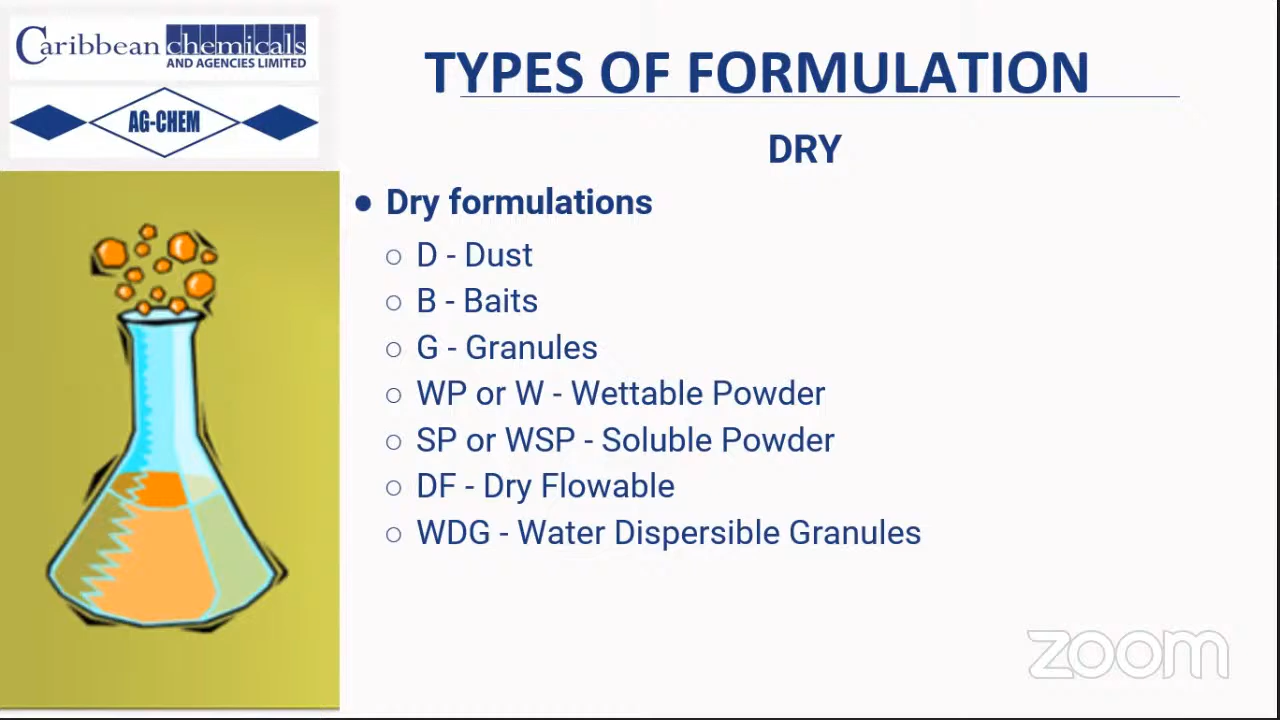 Caribbean chemicals
AND AGENCIES LIMITED
AG-CHEM
TYPES OF FORMULATION
DRY
● Dry formulations
○ D - Dust
○ B - Baits
○ G - Granules
○ WP or W - Wettable Powder
○ SP or WSP - Soluble Powder
○ DF - Dry Flowable
○ WDG - Water Dispersible Granules
zoom